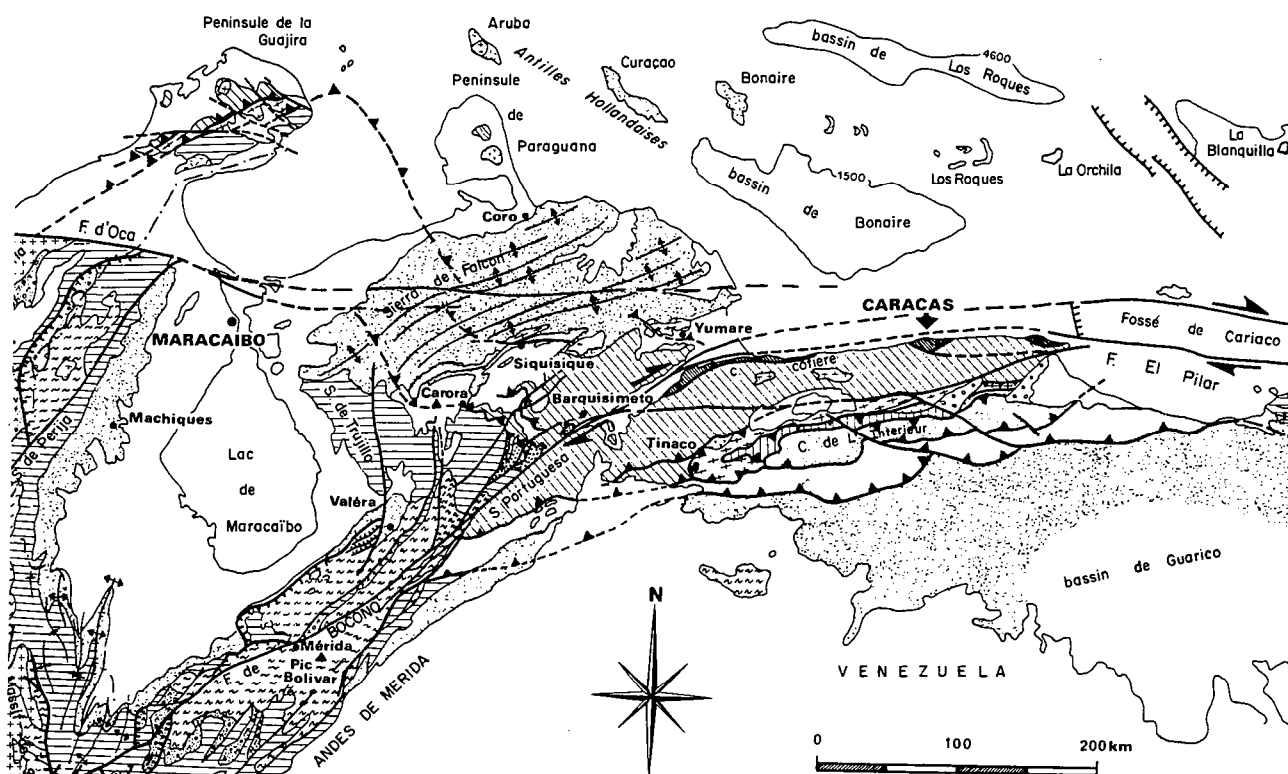 Peninsule de la
Guajira
Aruba
Antilles
Hollandaises
Curaçao
Bonaire
bassin de
Los Roques
4600
Peninsule
de
Paraguana
1500
bassin
de
Bonaire
Los Roques
La Orchila
La
Blanquilla
F. d'Oca
Coro
Sierra de Falcon
MARACAIBO
Yumare
CARACAS
Fossé de
Cariaco
F. El Pilar
Siquisique
C. cotière
Carora
Barquisimeto
S. de Trujillo
Machiques
S. de Perija
Tinaco
C. de L'Interieur
S. Portuguesa
Lac
de
Maracaïbo
Valéra
bassin de Guarico
F. de BOCONO
Mérida
Pic
Bolivar
ANDES DE MERIDA
Massif
N
VENEZUELA
0 100 200 km